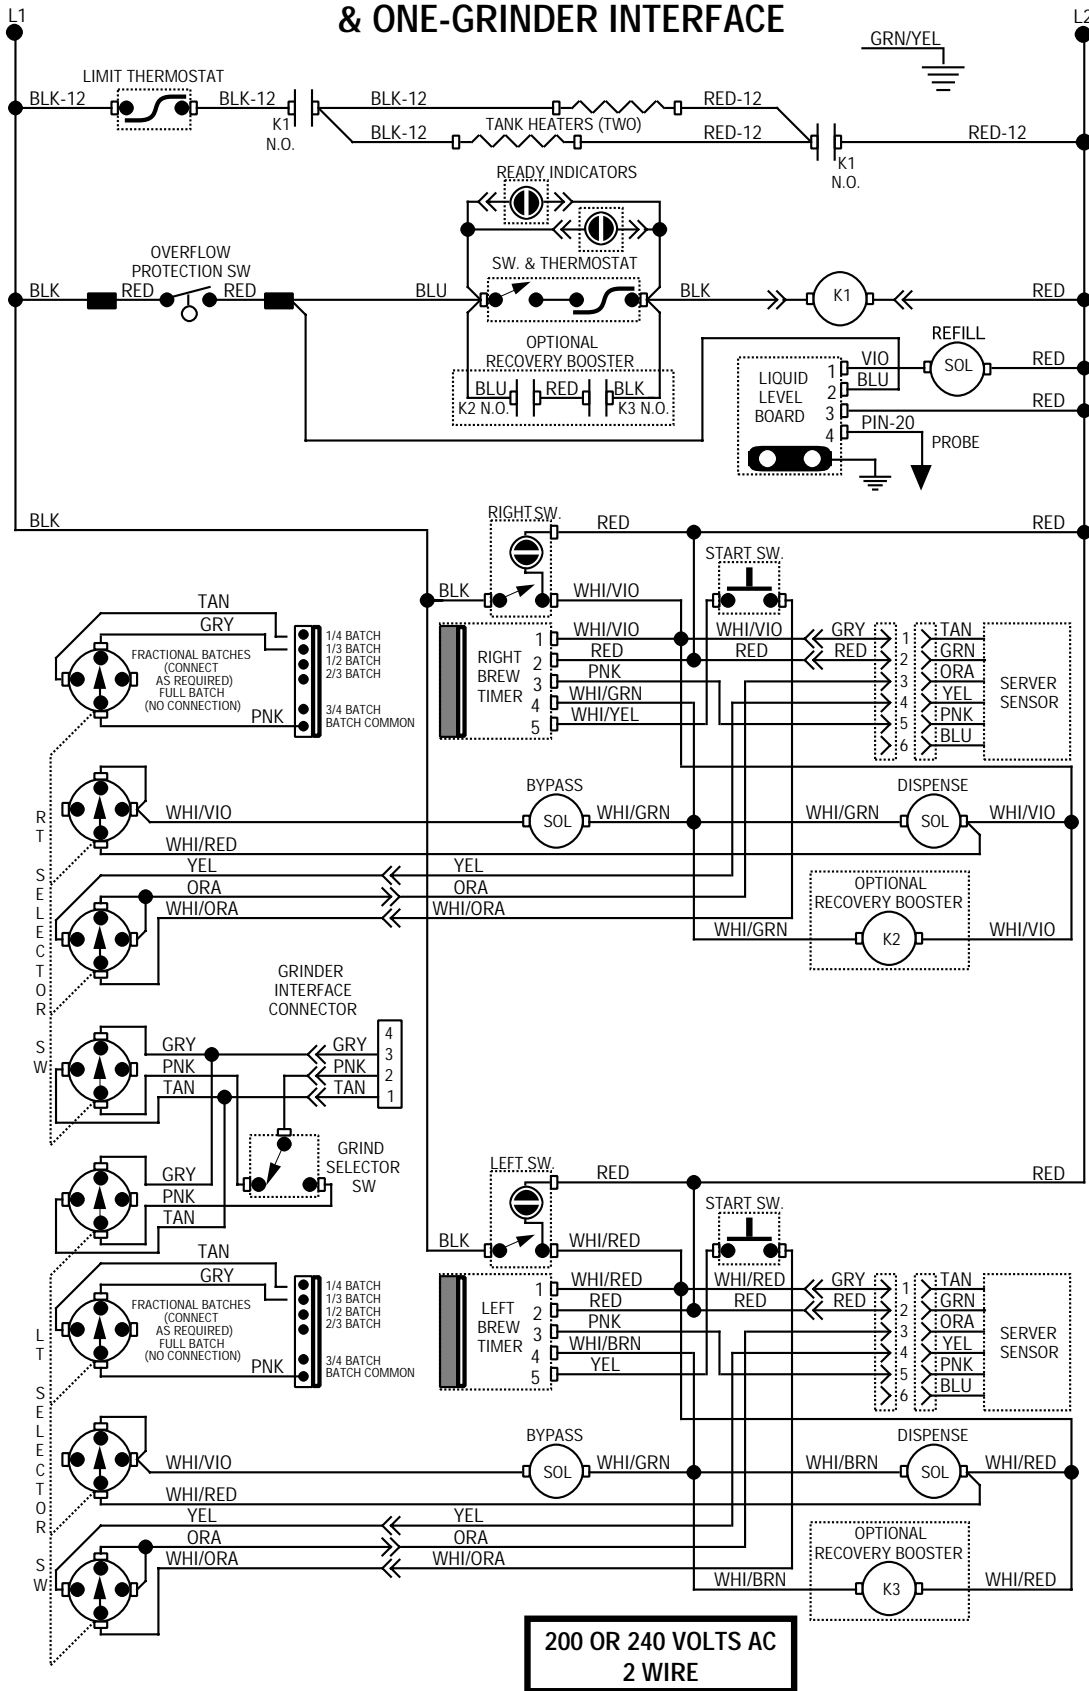 & ONE-GRINDER INTERFACE
L1
L2
GRN/YEL
LIMIT THERMOSTAT
BLK-12
BLK-12
K1
N.O.
BLK-12
RED-12
TANK HEATERS (TWO)
BLK-12
RED-12
K1
N.O.
RED-12
READY INDICATORS
OVERFLOW
PROTECTION SW
SW. & THERMOSTAT
BLK
RED
RED
BLU
BLK
K1
RED
OPTIONAL
RECOVERY BOOSTER
BLU
RED
BLK
K2 N.O.
K3 N.O.
REFILL
LIQUID
LEVEL
BOARD
1
2
3
4
VIO
BLU
SOL
RED
RED
PIN-20
PROBE
BLK
RIGHT SW.
RED
RED
START SW.
BLK
WHI/VIO
TAN
GRY
FRACTIONAL BATCHES
(CONNECT
AS REQUIRED)
FULL BATCH
(NO CONNECTION)
PNK
1/4 BATCH
1/3 BATCH
1/2 BATCH
2/3 BATCH
3/4 BATCH
BATCH COMMON
RIGHT
BREW
TIMER
1
2
3
4
5
WHI/VIO
RED
PNK
WHI/GRN
WHI/YEL
WHI/VIO
RED
GRY
RED
1
2
3
4
5
6
TAN
GRN
ORA
YEL
PNK
BLU
SERVER
SENSOR
RT SELECTOR SW
WHI/VIO
BYPASS
SOL
WHI/GRN
WHI/GRN
DISPENSE
SOL
WHI/VIO
WHI/RED
YEL
YEL
ORA
ORA
WHI/ORA
WHI/ORA
OPTIONAL
RECOVERY BOOSTER
WHI/GRN
K2
WHI/VIO
GRINDER
INTERFACE
CONNECTOR
GRY
PNK
TAN
GRY
PNK
TAN
4
3
2
1
GRIND
SELECTOR
SW
GRY
PNK
TAN
LEFT SW.
RED
RED
START SW.
BLK
WHI/RED
TAN
GRY
FRACTIONAL BATCHES
(CONNECT
AS REQUIRED)
FULL BATCH
(NO CONNECTION)
PNK
1/4 BATCH
1/3 BATCH
1/2 BATCH
2/3 BATCH
3/4 BATCH
BATCH COMMON
LEFT
BREW
TIMER
1
2
3
4
5
WHI/RED
RED
PNK
WHI/BRN
YEL
WHI/RED
RED
GRY
RED
1
2
3
4
5
6
TAN
GRN
ORA
YEL
PNK
BLU
SERVER
SENSOR
LT SELECTOR SW
WHI/VIO
BYPASS
SOL
WHI/GRN
WHI/BRN
DISPENSE
SOL
WHI/RED
WHI/RED
YEL
YEL
ORA
ORA
WHI/ORA
WHI/ORA
OPTIONAL
RECOVERY BOOSTER
WHI/BRN
K3
WHI/RED
200 OR 240 VOLTS AC
2 WIRE